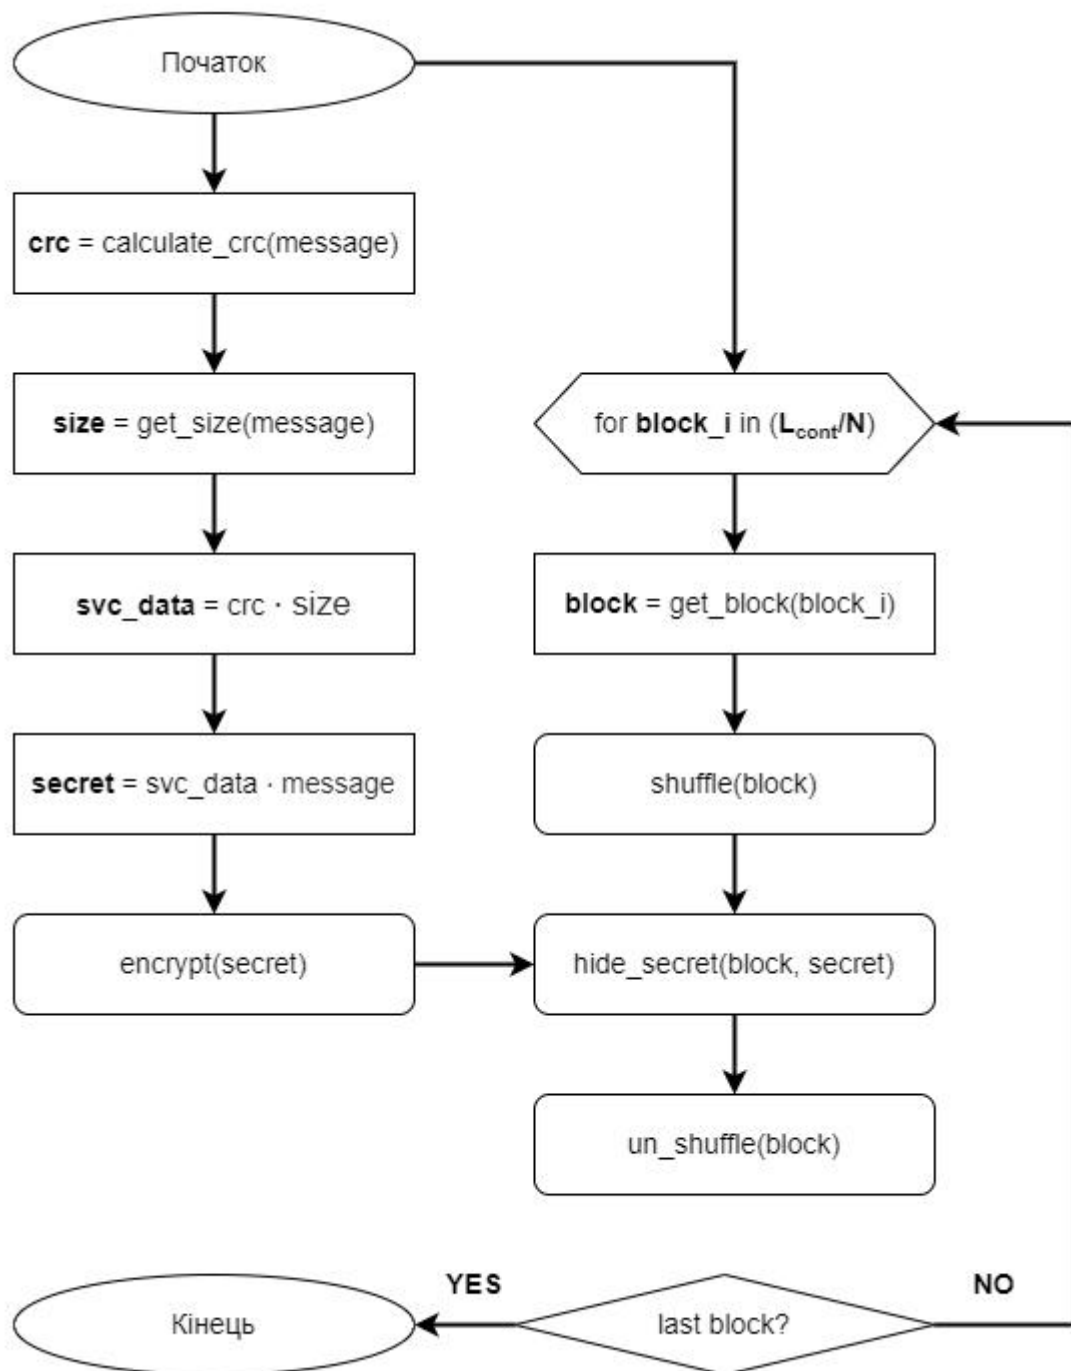 Початок
crc = calculate_crc(message)
size = get_size(message)
svc_data = crc · size
secret = svc_data · message
encrypt(secret)
for block_i in (L_cont/N)
block = get_block(block_i)
shuffle(block)
hide_secret(block, secret)
un_shuffle(block)
last block?
YES
NO
Кінець